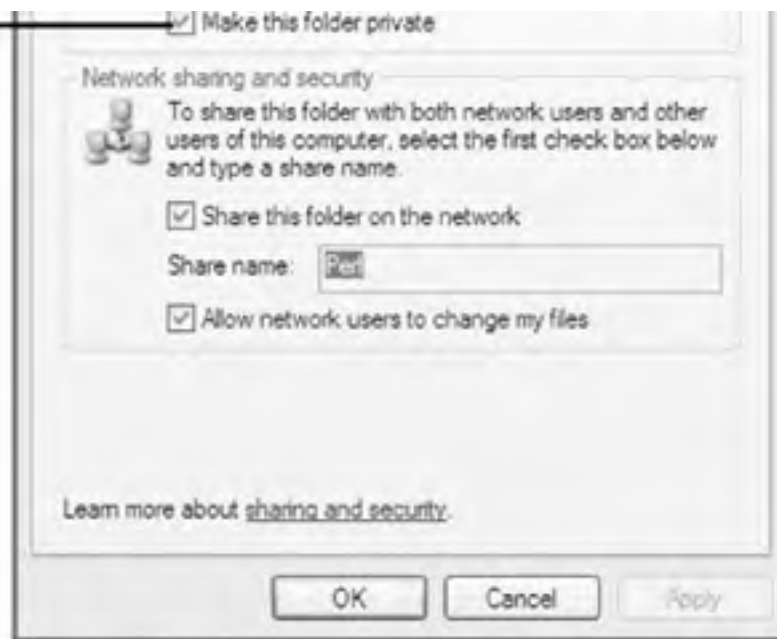 Make this folder private
Network sharing and security
To share this folder with both network users and other
users of this computer, select the first check box below
and type a share name.
Share this folder on the network
Share name: Perl
Allow network users to change my files
Learn more about sharing and security.
OK Cancel Apply